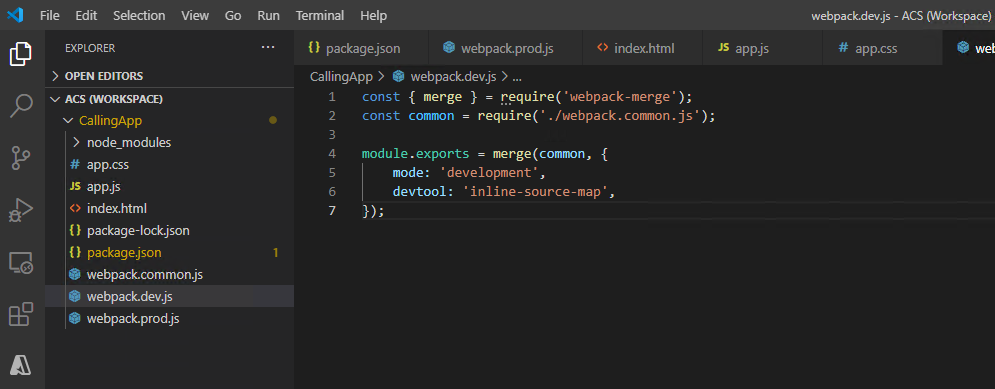 File Edit Selection View Go Run Terminal Help
webpack.dev.js - ACS (Workspace)
EXPLORER
OPEN EDITORS
ACS (WORKSPACE)
CallingApp
node_modules
# app.css
JS app.js
<> index.html
{} package-lock.json
{} package.json 1
webpack.common.js
webpack.dev.js
webpack.prod.js
{} package.json
webpack.prod.js
<> index.html
JS app.js
# app.css
CallingApp > webpack.dev.js > ...
1 const { merge } = require('webpack-merge');
2 const common = require('./webpack.common.js');
3
4 module.exports = merge(common, {
5 mode: 'development',
6 devtool: 'inline-source-map',
7 });